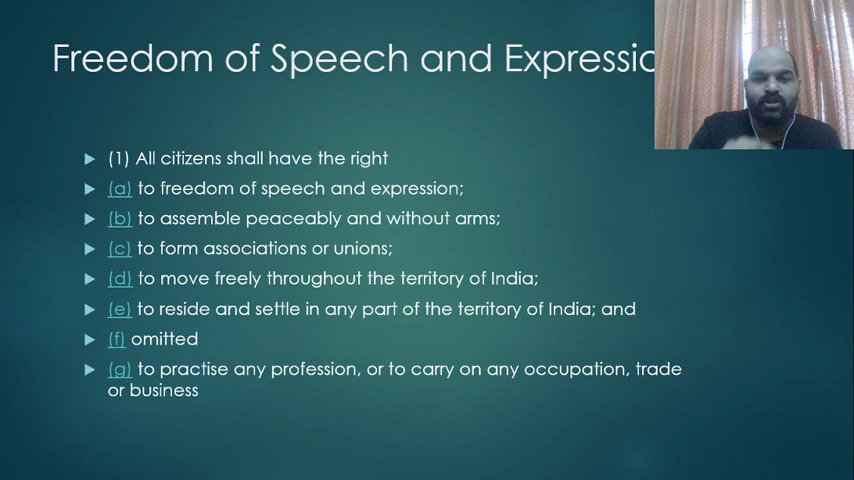 Freedom of Speech and Expressio
(1) All citizens shall have the right
(a) to freedom of speech and expression;
(b) to assemble peaceably and without arms;
(c) to form associations or unions;
(d) to move freely throughout the territory of India;
(e) to reside and settle in any part of the territory of India; and
(f) omitted
(g) to practise any profession, or to carry on any occupation, trade
or business